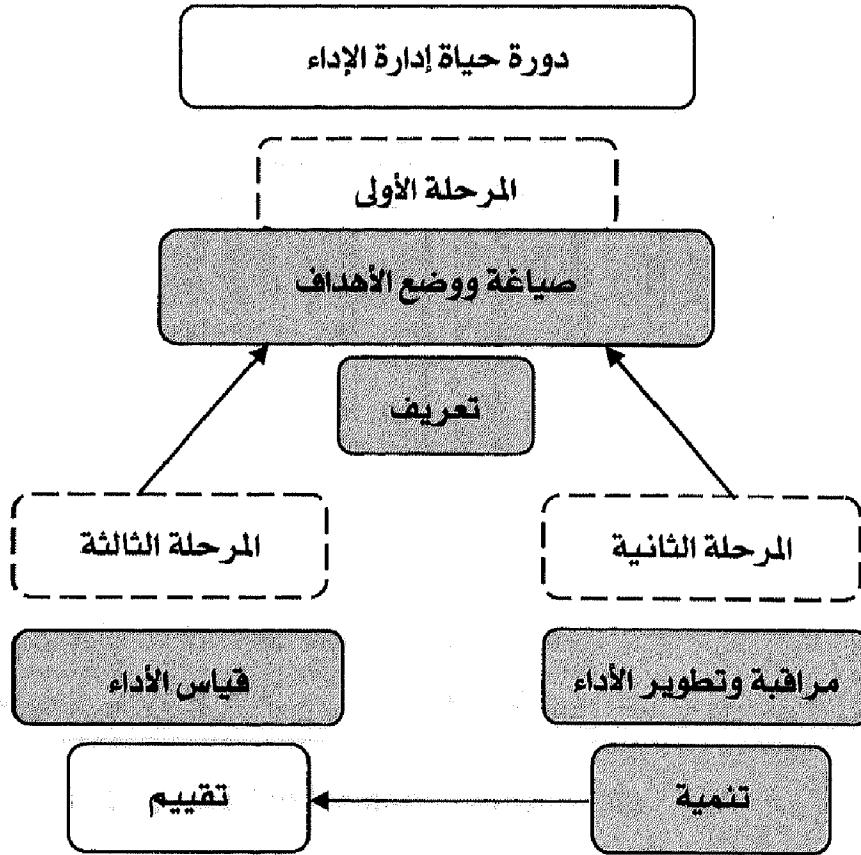 دورة حياة إدارة الإداء
المرحلة الأولى
صياغة ووضع الأهداف
تعريف
المرحلة الثانية
المرحلة الثالثة
مراقبة وتطوير الأداء
قياس الأداء
تنمية
تقييم